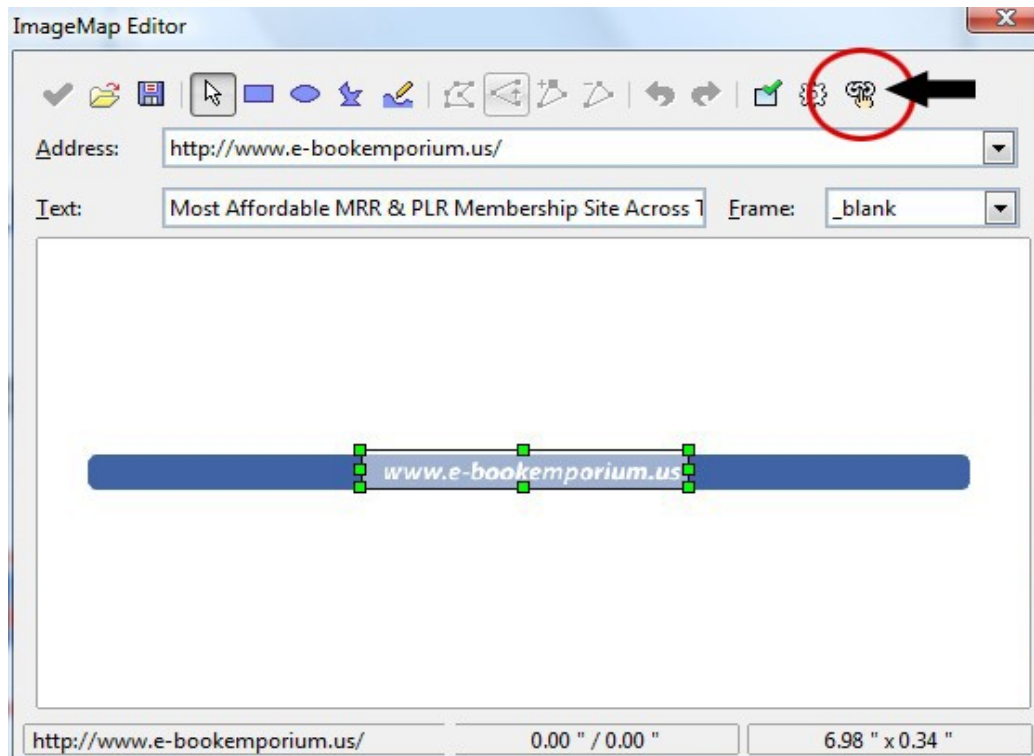 ImageMap Editor
Address: http://www.e-bookemporium.us/
Text: Most Affordable MRR & PLR Membership Site Across Frame: _blank
www.e-bookemporium.us
http://www.e-bookemporium.us/ 0.00 " / 0.00 " 6.98 " x 0.34 "